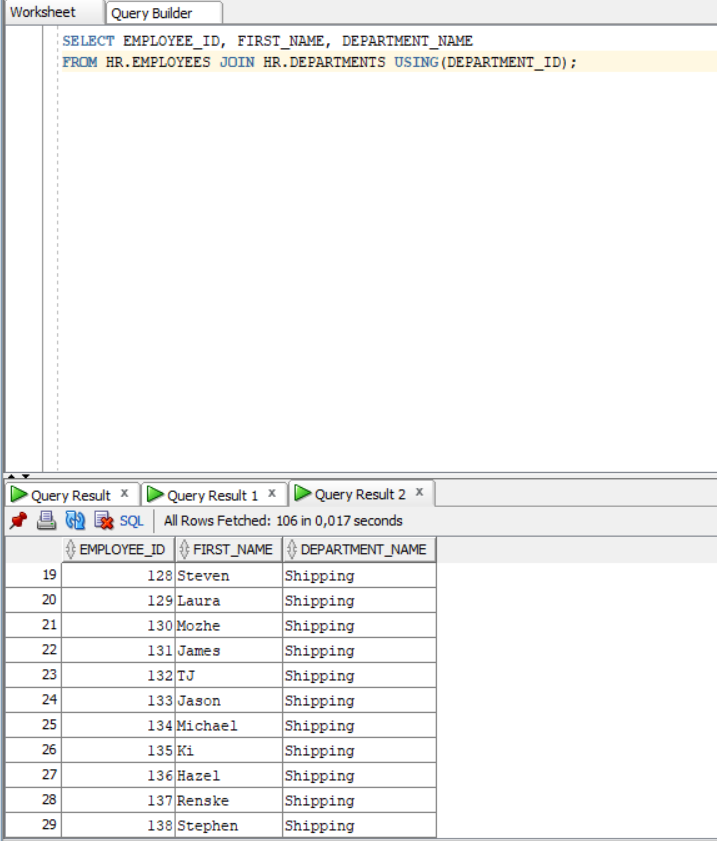 Worksheet Query Builder
SELECT EMPLOYEE_ID, FIRST_NAME, DEPARTMENT_NAME
FROM HR.EMPLOYEES JOIN HR.DEPARTMENTS USING(DEPARTMENT_ID);
Query Result x Query Result 1 x Query Result 2 x
SQL All Rows Fetched: 106 in 0,017 seconds
EMPLOYEE_ID FIRST_NAME DEPARTMENT_NAME
19 128 Steven Shipping
20 129 Laura Shipping
21 130 Mozhe Shipping
22 131 James Shipping
23 132 TJ Shipping
24 133 Jason Shipping
25 134 Michael Shipping
26 135 Ki Shipping
27 136 Hazel Shipping
28 137 Renske Shipping
29 138 Stephen Shipping